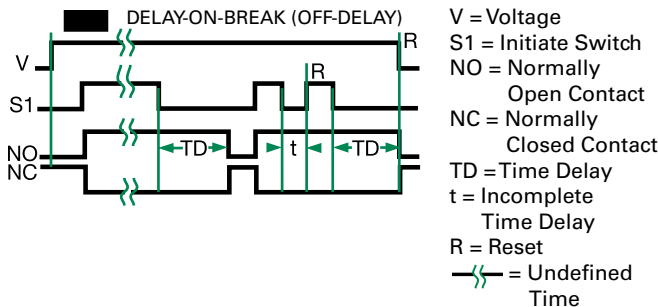 DELAY-ON-BREAK (OFF-DELAY)
R
V
R
S1
NO
NC
TD
t
TD
V = Voltage
S1 = Initiate Switch
NO = Normally
Open Contact
NC = Normally
Closed Contact
TD = Time Delay
t = Incomplete
Time Delay
R = Reset
= Undefined
Time